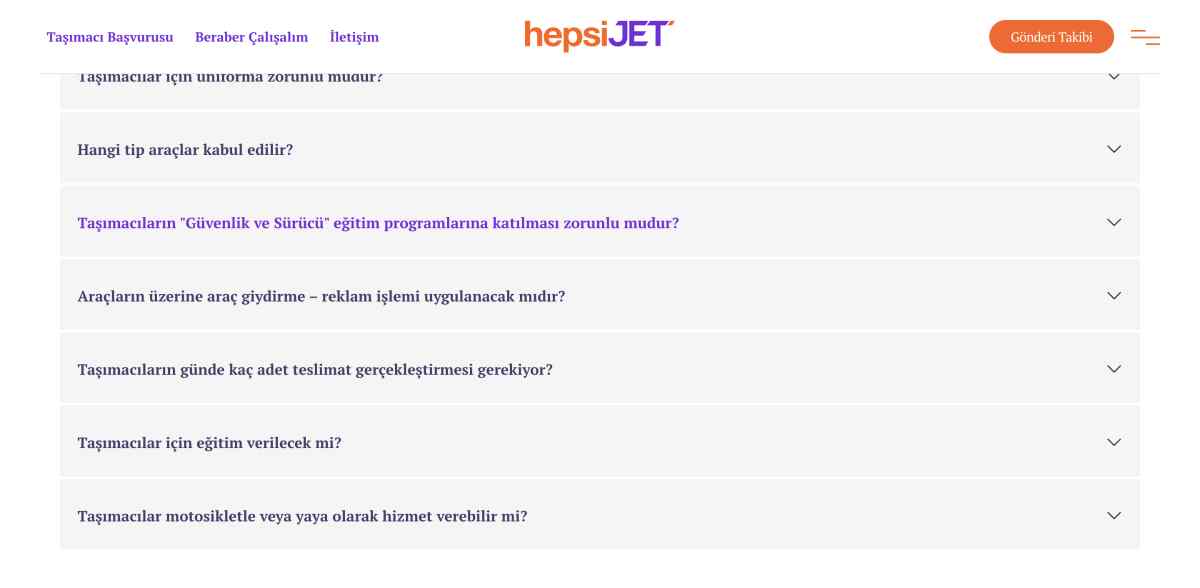 Taşımacı Başvurusu Beraber Çalışalım İletişim hepsiJET Gönderi Takibi
Taşımacılar için üniforma zorunlu mudur?
Hangi tip araçlar kabul edilir?
Taşımacıların "Güvenlik ve Sürücü" eğitim programlarına katılması zorunlu mudur?
Araçların üzerine araç giydirme – reklam işlemi uygulanacak mıdır?
Taşımacıların günde kaç adet teslimat gerçekleştirmesi gerekiyor?
Taşımacılar için eğitim verilecek mi?
Taşımacılar motosikletle veya yaya olarak hizmet verebilir mi?